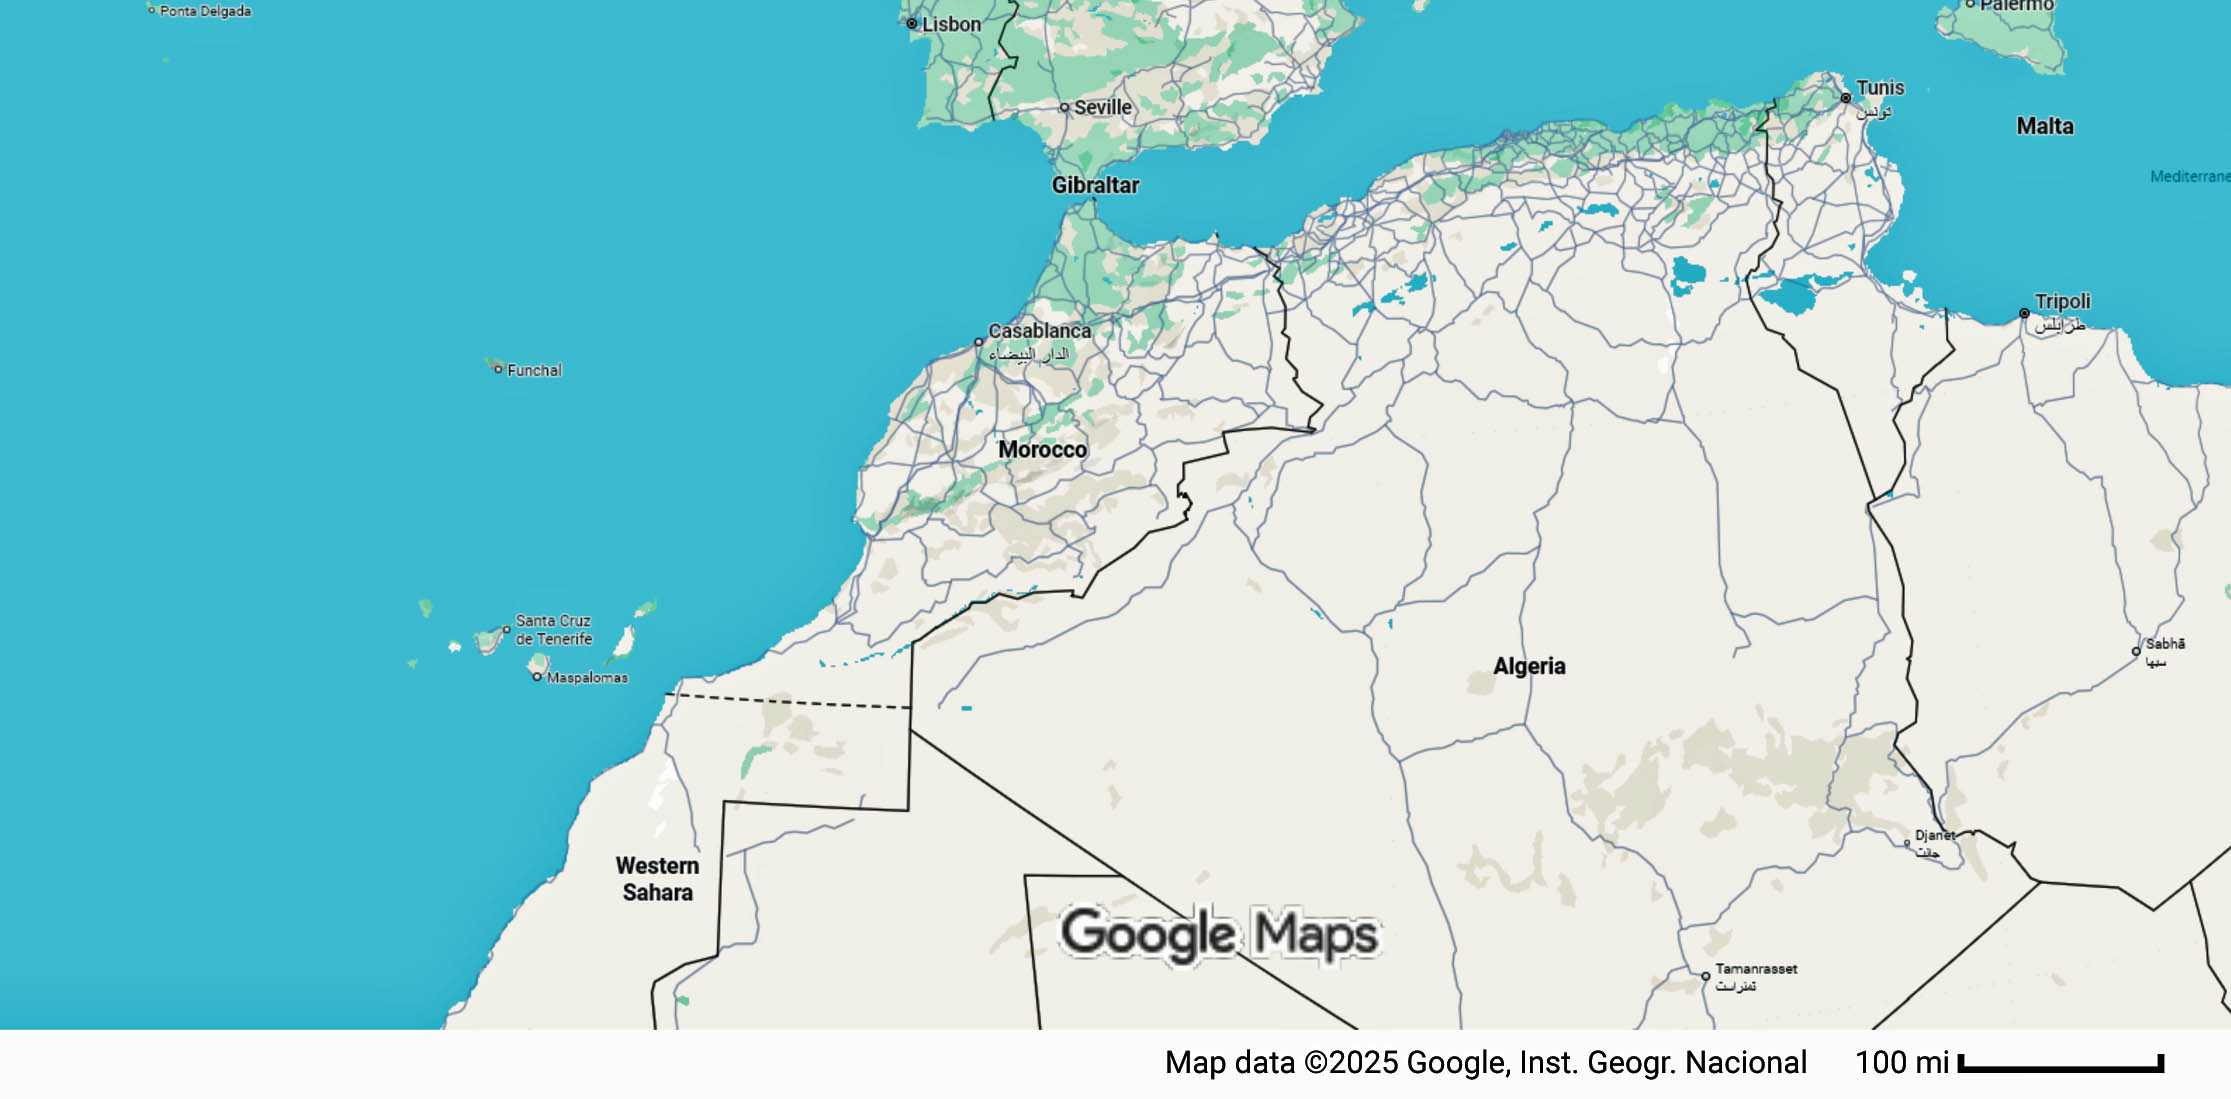 Ponta Delgada
Lisbon
Palermo
Seville
Tunis
تونس
Malta
Mediterrane
Gibraltar
Tripoli
طرابلس
Casablanca
الدار البيضاء
Funchal
Morocco
Santa Cruz
de Tenerife
Maspalomas
Sabhā
سبها
Algeria
Djanet
جانت
Western
Sahara
Google Maps
Tamanrasset
تمنراست
Map data ©2025 Google, Inst. Geogr. Nacional
100 mi